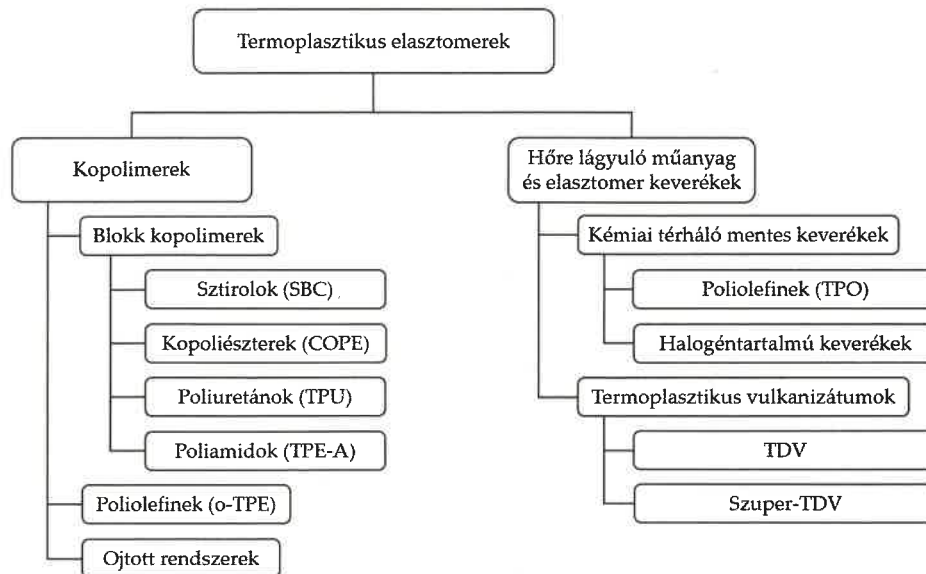 Termoplasztikus elasztomerek
Kopolimerek
Blokk kopolimerek
Sztirolok (SBC)
Kopoliészterek (COPE)
Poliuretánok (TPU)
Poliamidok (TPE-A)
Poliolefinek (o-TPE)
Ojtott rendszerek
Hőre lágyuló műanyag
és elasztomer keverékek
Kémiai térháló mentes keverékek
Poliolefinek (TPO)
Halogéntartalmú keverékek
Termoplasztikus vulkanizátumok
TDV
Szuper-TDV